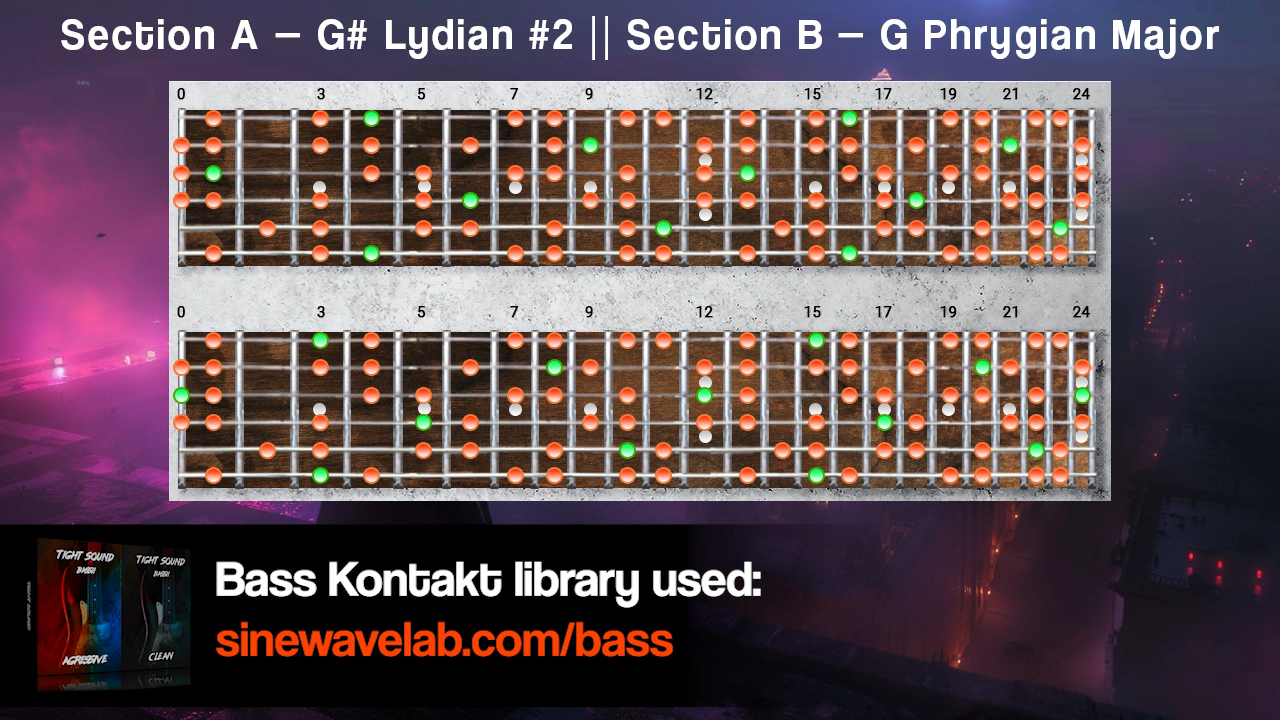 Section A – G# Lydian #2 || Section B – G Phrygian Major
0 3 5 7 9 12 15 17 19 21 24
0 3 5 7 9 12 15 17 19 21 24
TIGHT SOUND
BASSII
AGRESSIVE
TIGHT SOUND
BASSII
CLEAN
Bass Kontakt library used:
sinewavelab.com/bass